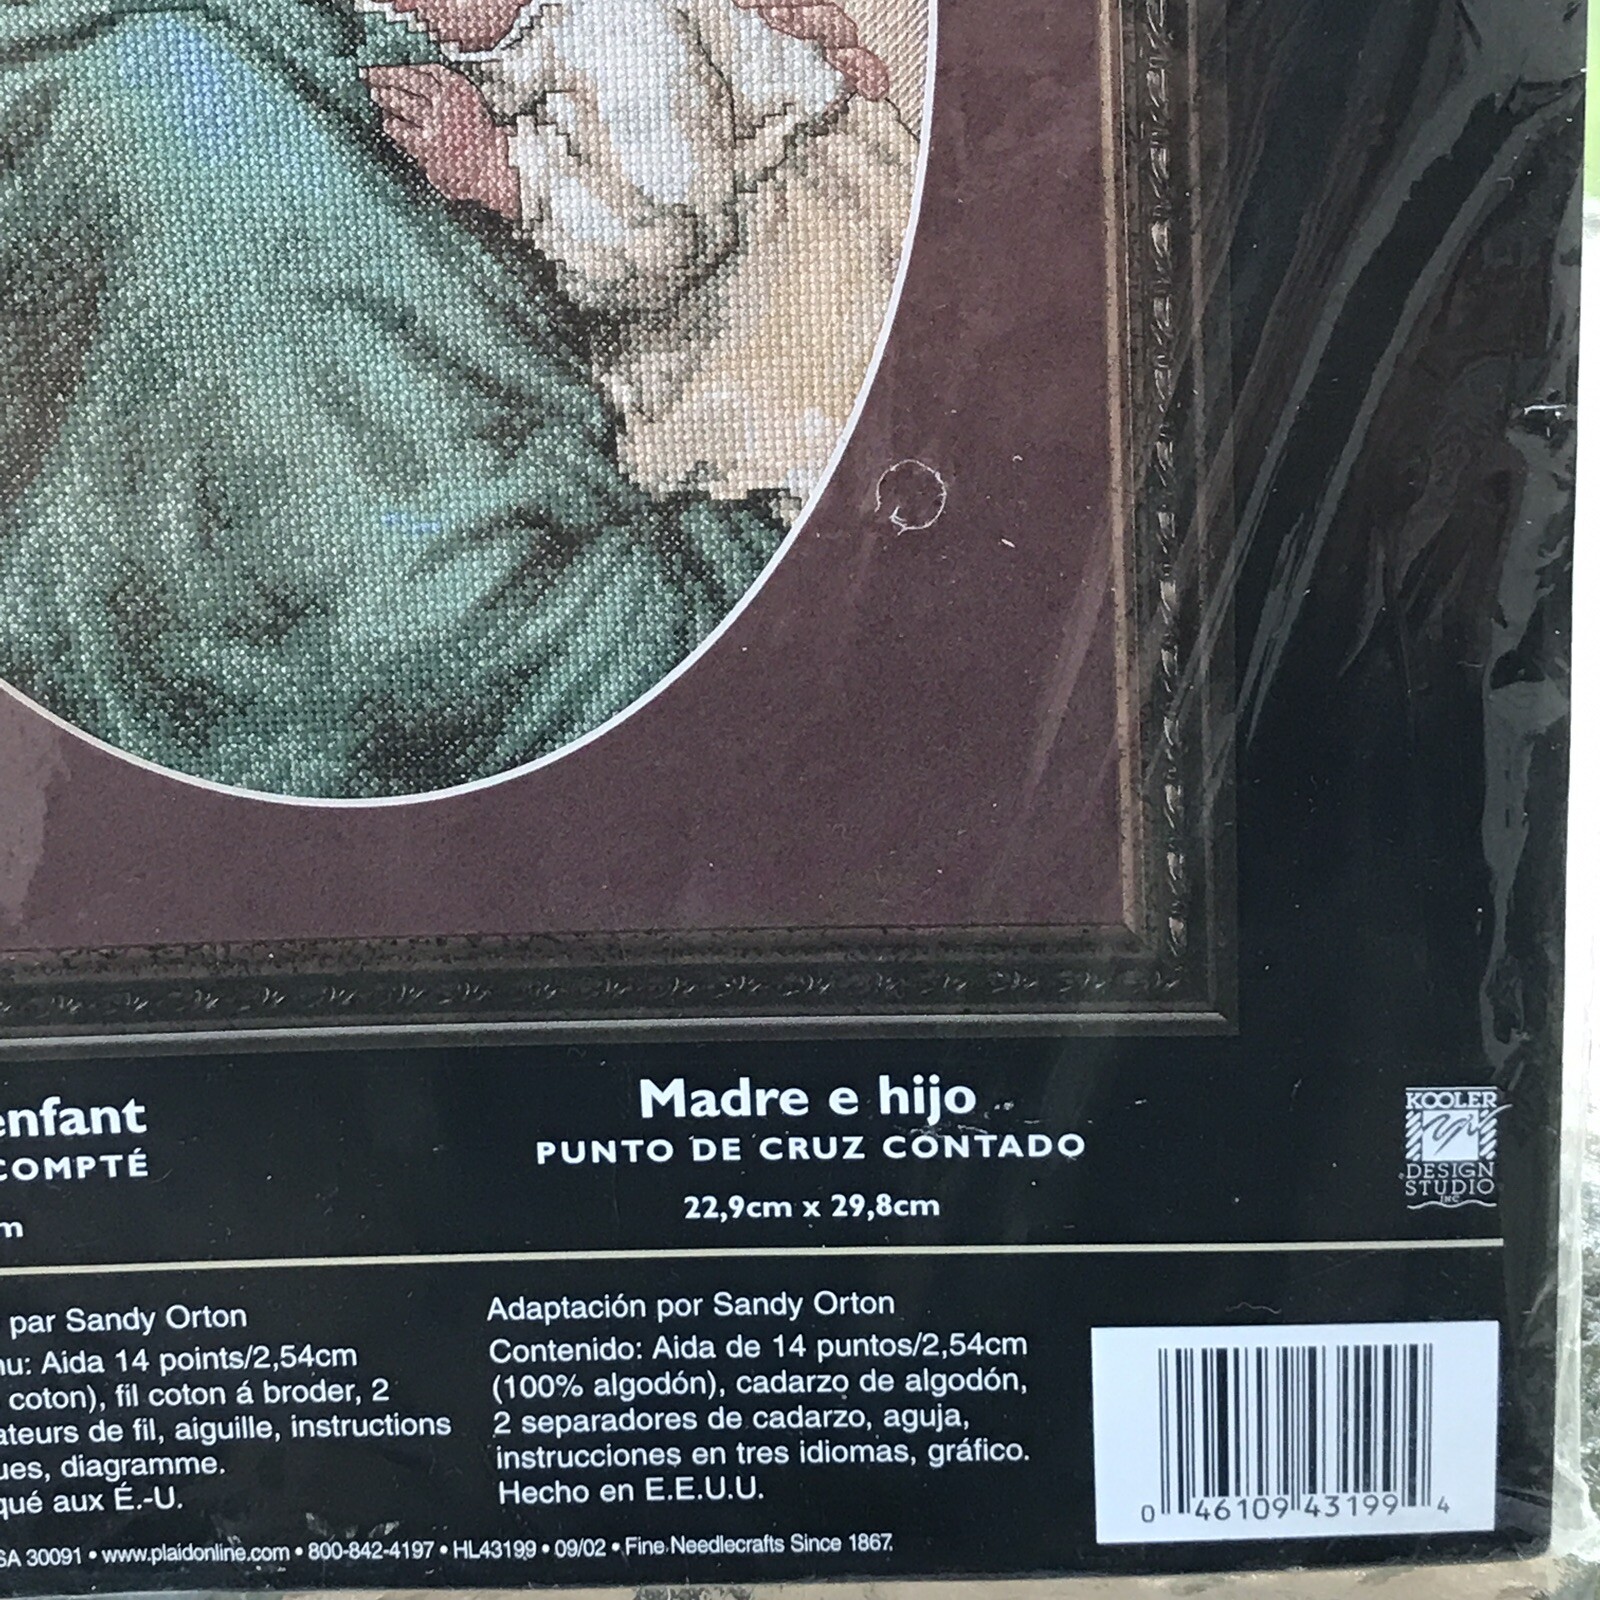 enfant
COMPTÉ
m
Madre e hijo
PUNTO DE CRUZ CONTADO
22,9cm x 29,8cm
KOOLER
DESIGN
STUDIO
INC
par Sandy Orton
nu: Aida 14 points/2,54cm
coton), fil coton á broder, 2
ateurs de fil, aiguille, instructions
ues, diagramme.
qué aux É.-U.
Adaptación por Sandy Orton
Contenido: Aida de 14 puntos/2,54cm
(100% algodón), cadarzo de algodón,
2 separadores de cadarzo, aguja,
instrucciones en tres idiomas, gráfico.
Hecho en E.E.U.U.
SA 30091 • www.plaidonline.com • 800-842-4197 • HL43199 • 09/02 • Fine Needlecrafts Since 1867.
0 46109 43199 4